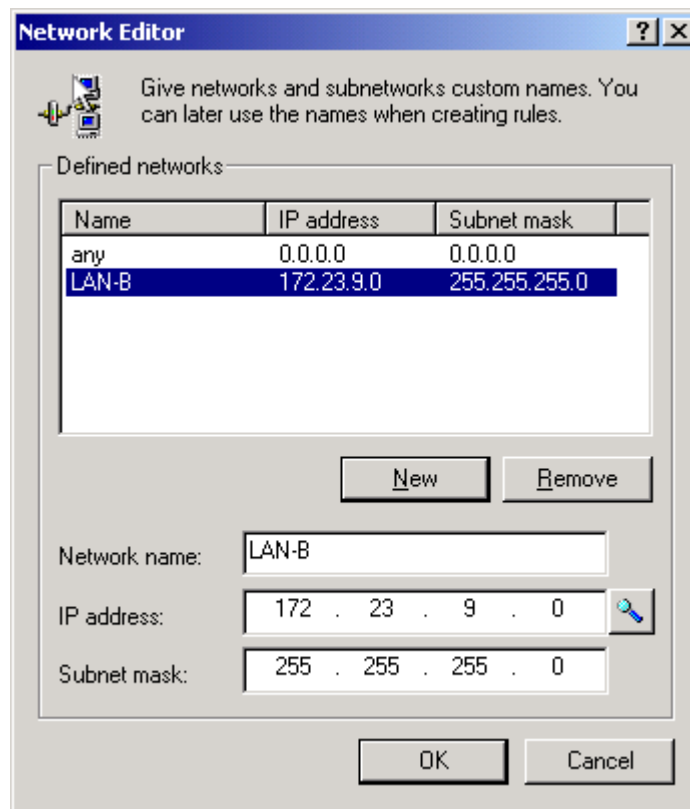 Network Editor
Give networks and subnetworks custom names. You
can later use the names when creating rules.
Defined networks
Name IP address Subnet mask
any 0.0.0.0 0.0.0.0
LAN-B 172.23.9.0 255.255.255.0
New Remove
Network name: LAN-B
IP address: 172 . 23 . 9 . 0
Subnet mask: 255 . 255 . 255 . 0
OK Cancel